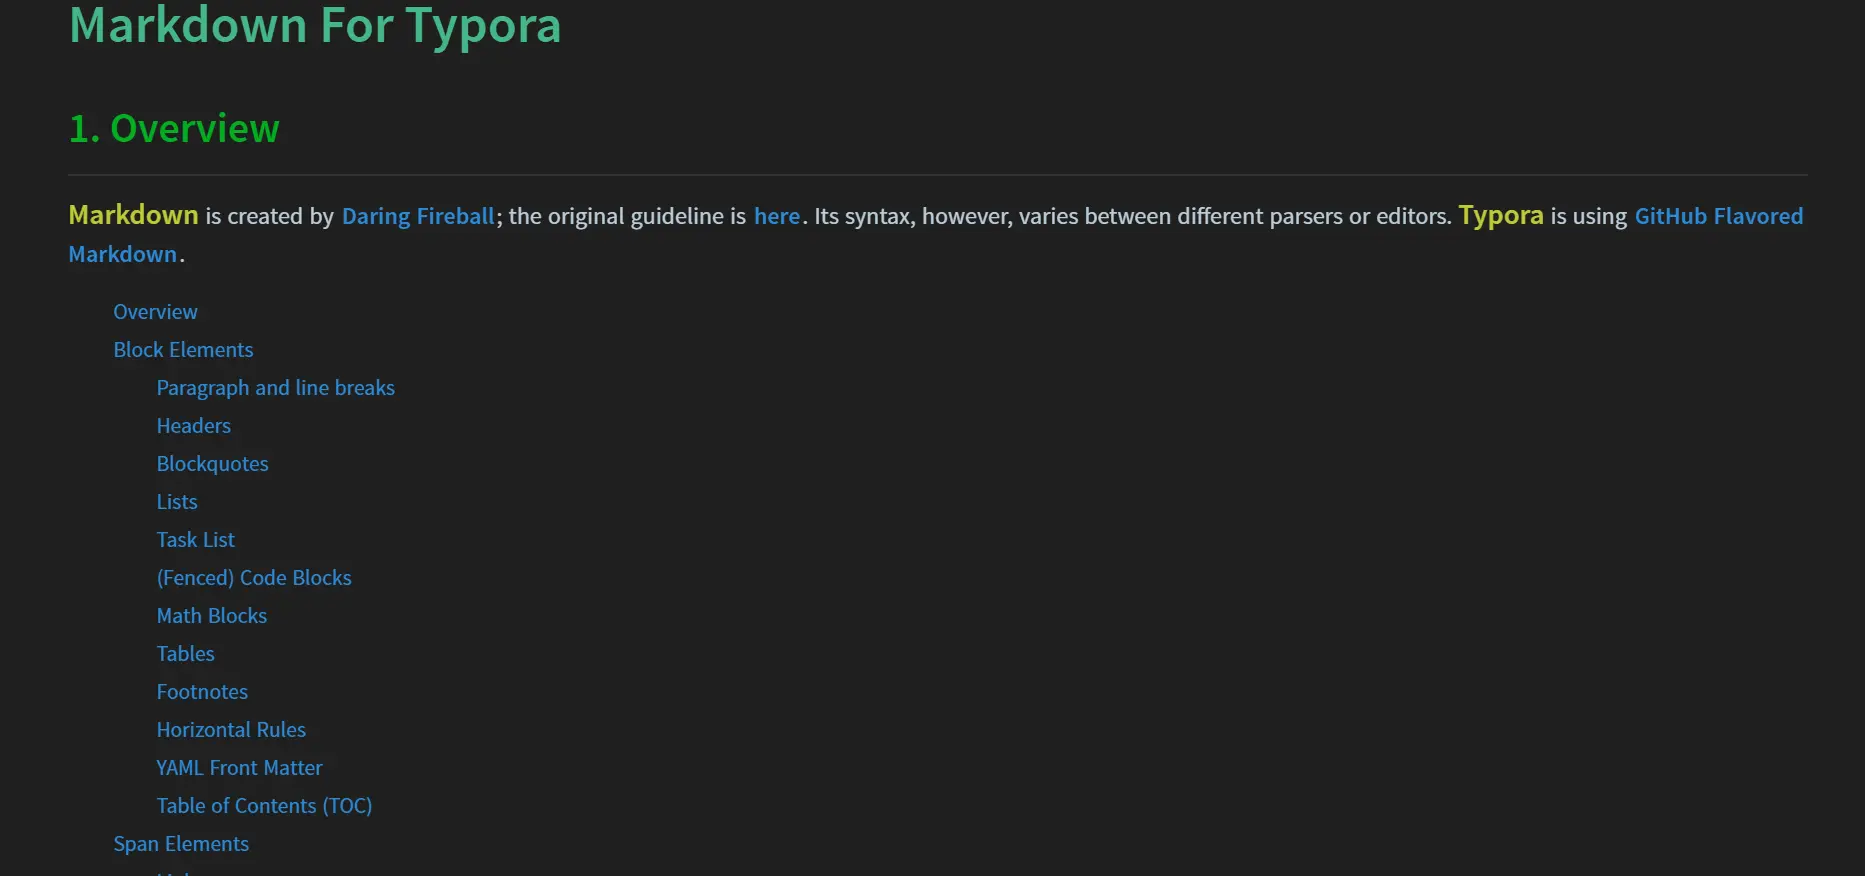 Markdown For Typora
1. Overview
Markdown is created by Daring Fireball; the original guideline is here. Its syntax, however, varies between different parsers or editors. Typora is using GitHub Flavored
Markdown.
Overview
Block Elements
Paragraph and line breaks
Headers
Blockquotes
Lists
Task List
(Fenced) Code Blocks
Math Blocks
Tables
Footnotes
Horizontal Rules
YAML Front Matter
Table of Contents (TOC)
Span Elements